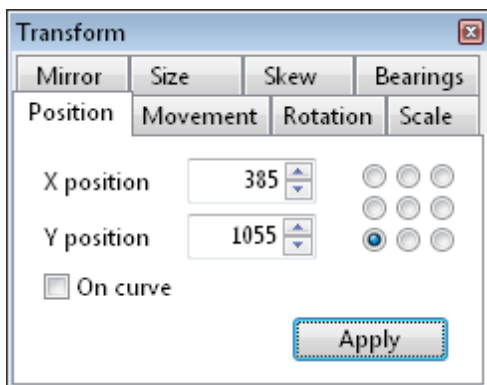 Transform
Mirror Size Skew Bearings
Position Movement Rotation Scale
X position 385
Y position 1055
On curve
Apply